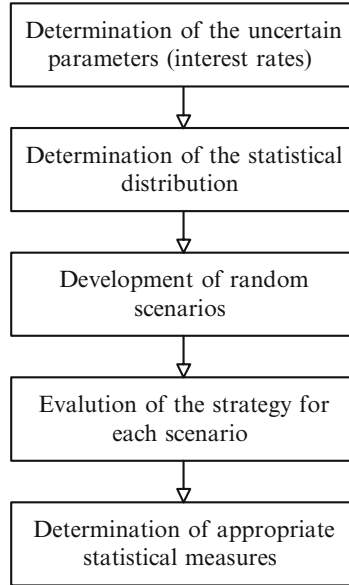 Determination of the uncertain
parameters (interest rates)
Determination of the statistical
distribution
Development of random
scenarios
Evalution of the strategy for
each scenario
Determination of appropriate
statistical measures